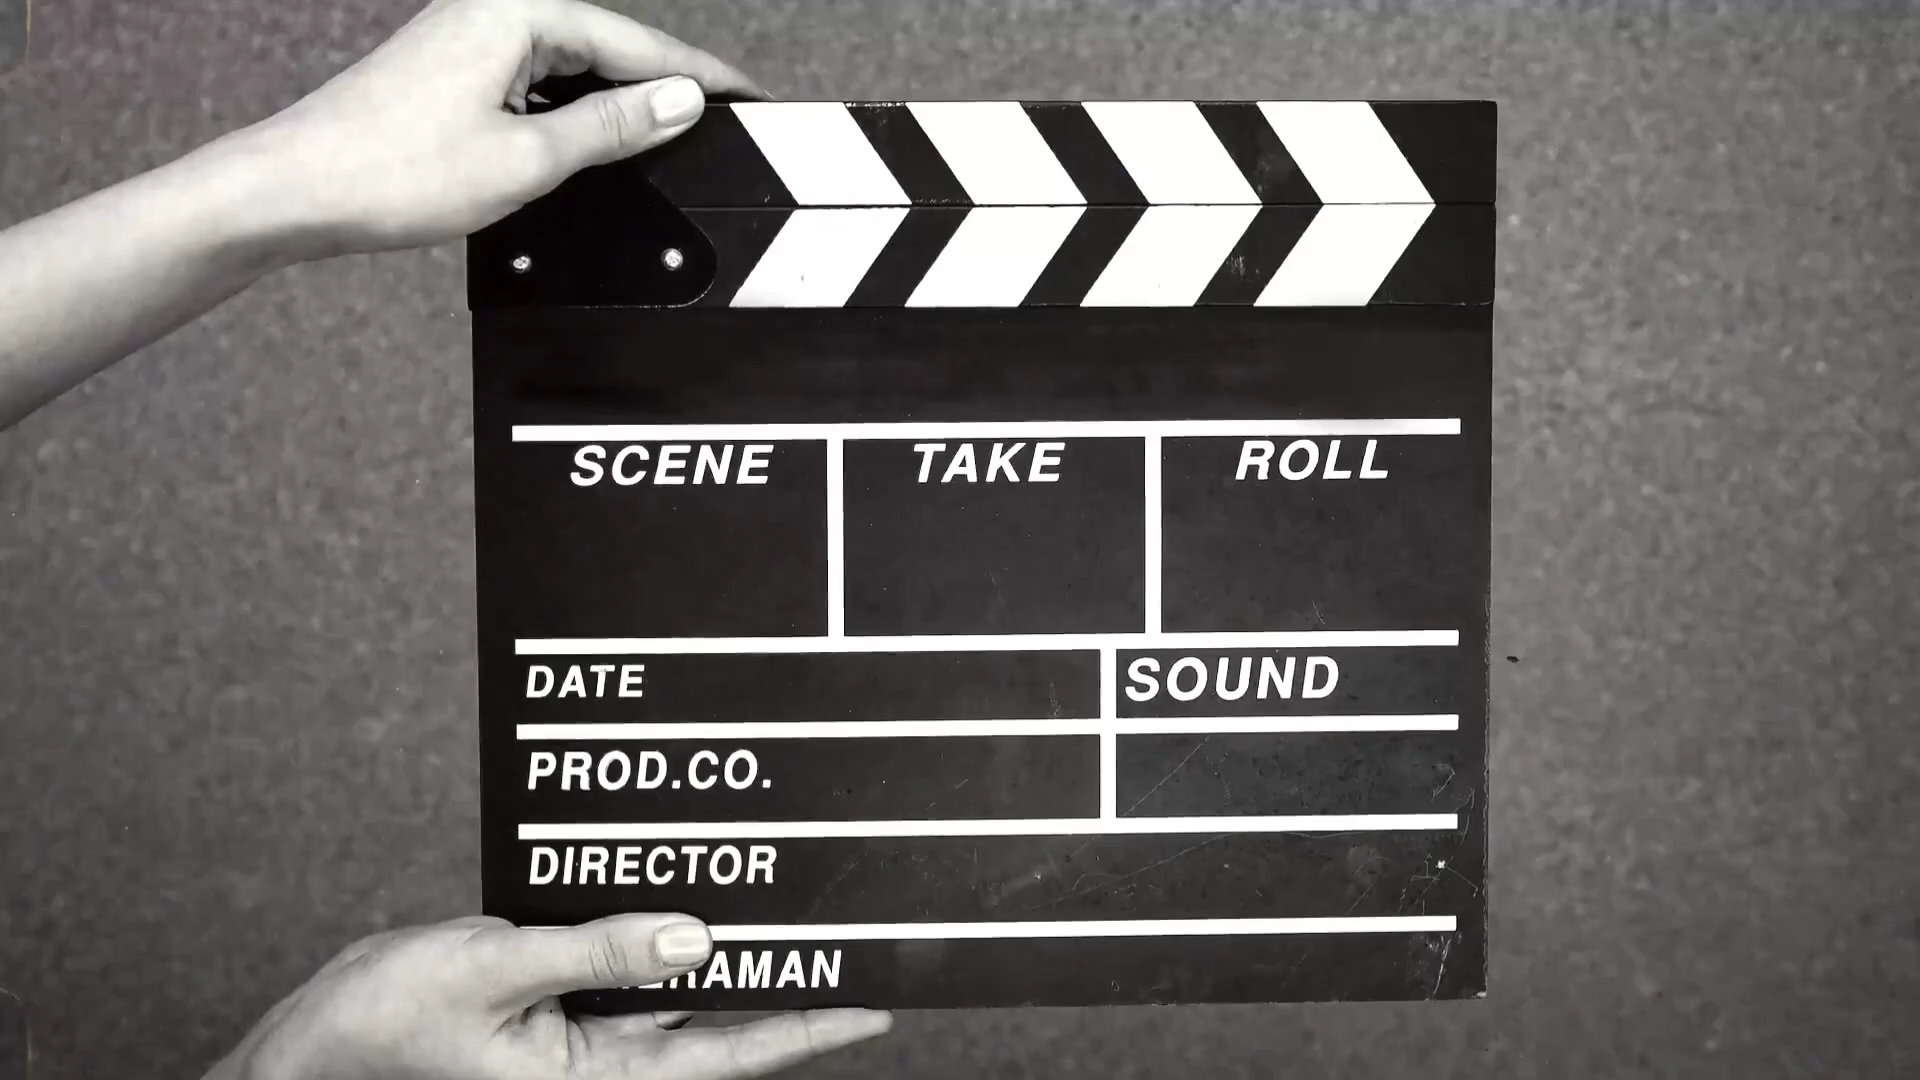 SCENE TAKE ROLL
DATE SOUND
PROD.CO.
DIRECTOR